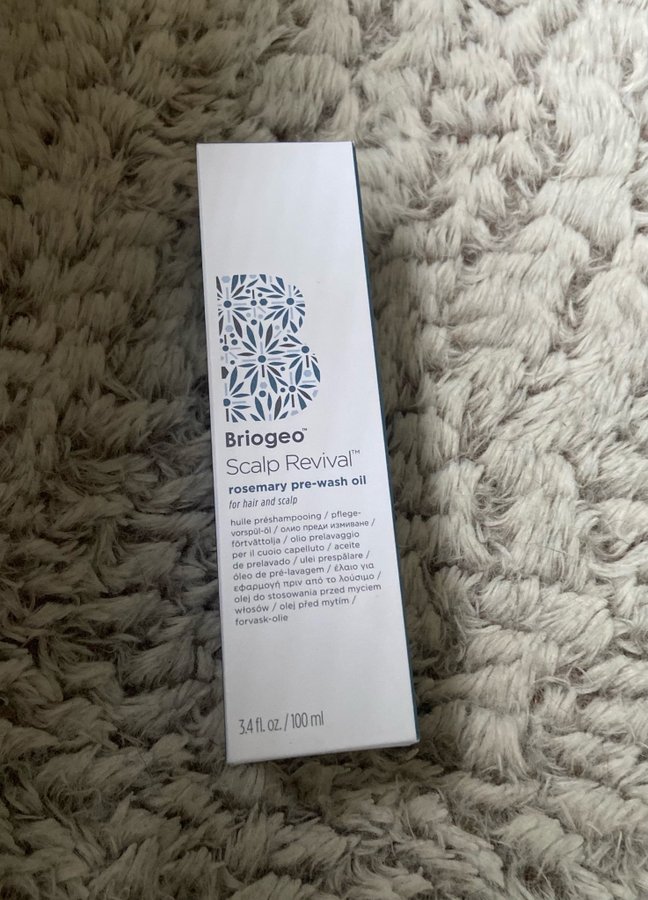 B
Briogeo™
Scalp Revival™
rosemary pre-wash oil
for hair and scalp
huile préshampooing / pflege-
vorspül-öl / олио преди измиване /
förtvättolja / olio prelavaggio
per il cuoio capelluto / aceite
de prelavado / ulei prespălare /
óleo de pré-lavagem / έλαιο για
εφαρμογή πριν από το λούσιμο /
olej do stosowania przed myciem
włosów / olej před mytím /
forvask-olie
3.4 fl. oz. / 100 ml